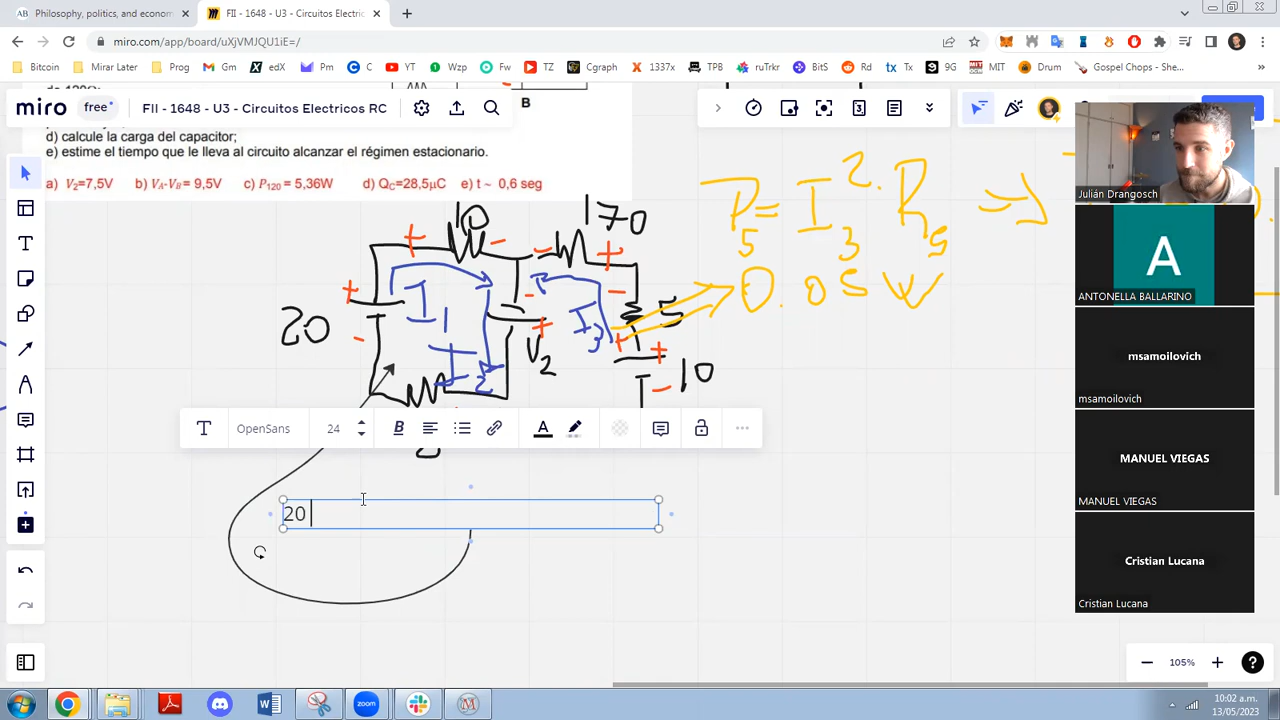 Philosophy, politics, and econom
FII - 1648 - U3 - Circuitos Electric
miro.com/app/board/uXjVMJQU1iE=/
Bitcoin
Mirar Later
Prog
Gm
edX
Pm
C
YT
TZ
Cgraph
1337x
TPB
BitS
Rd
Tx
9G
MIT
Drum
Gospel Chops - She...
miro
free
FII - 1648 - U3 - Circuitos Electricos RC
B
d) calcule la carga del capacitor;
e) estime el tiempo que le lleva al circuito alcanzar el régimen estacionario.
a) V2=7,5V b) VA-VB = 9,5V c) P120 = 5,36W d) QC=28,5µC e) t ~ 0,6 seg
10
170
P5 = I3². R5 =>
0.05 W
20
I1
I2
I3
V2
5
10
OpenSans
24
B
A
20
Julián Drangosch
A
ANTONELLA BALLARINO
msamoilovich
msamoilovich
MANUEL VIEGAS
MANUEL VIEGAS
Cristian Lucana
Cristian Lucana
105%
zoom
10:02 a.m.
13/05/2023